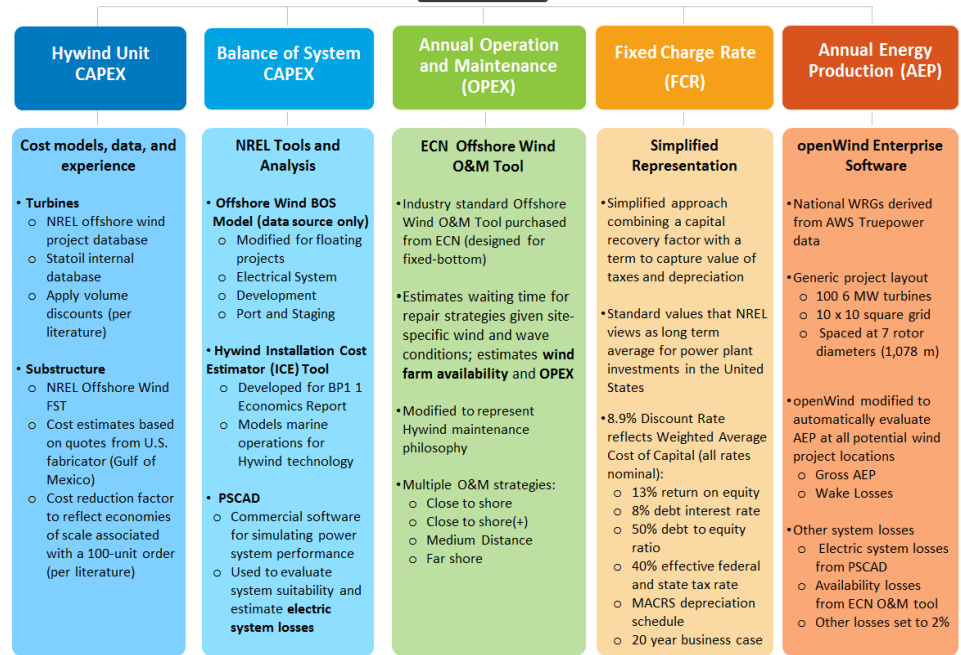 Hywind Unit
CAPEX
Balance of System
CAPEX
Annual Operation
and Maintenance
(OPEX)
Fixed Charge Rate
(FCR)
Annual Energy
Production (AEP)
Cost models, data, and
experience
• Turbines
o NREL offshore wind
project database
o Statoil internal
database
o Apply volume
discounts (per
literature)
• Substructure
o NREL Offshore Wind
FST
o Cost estimates based
on quotes from U.S.
fabricator (Gulf of
Mexico)
o Cost reduction factor
to reflect economies
of scale associated
with a 100-unit order
(per literature)
NREL Tools and
Analysis
• Offshore Wind BOS
Model (data source only)
o Modified for floating
projects
o Electrical System
o Development
o Port and Staging
• Hywind Installation Cost
Estimator (ICE) Tool
o Developed for BP1 1
Economics Report
o Models marine
operations for
Hywind technology
• PSCAD
o Commercial software
for simulating power
system performance
o Used to evaluate
system suitability and
estimate electric
system losses
ECN Offshore Wind
O&M Tool
•Industry standard Offshore
Wind O&M Tool purchased
from ECN (designed for
fixed-bottom)
•Estimates waiting time for
repair strategies given site-
specific wind and wave
conditions; estimates wind
farm availability and OPEX
•Modified to represent
Hywind maintenance
philosophy
•Multiple O&M strategies:
o Close to shore
o Close to shore(+)
o Medium Distance
o Far shore
Simplified
Representation
•Simplified approach
combining a capital
recovery factor with a
term to capture value of
taxes and depreciation
•Standard values that NREL
views as long term
average for power plant
investments in the United
States
•8.9% Discount Rate
reflects Weighted Average
Cost of Capital (all rates
nominal):
o 13% return on equity
o 8% debt interest rate
o 50% debt to equity
ratio
o 40% effective federal
and state tax rate
o MACRS depreciation
schedule
o 20 year business case
openWind Enterprise
Software
•National WRGs derived
from AWS Truepower
data
•Generic project layout
o 100 6 MW turbines
o 10 x 10 square grid
o Spaced at 7 rotor
diameters (1,078 m)
•openWind modified to
automatically evaluate
AEP at all potential wind
project locations
o Gross AEP
o Wake Losses
•Other system losses
o Electric system losses
from PSCAD
o Availability losses
from ECN O&M tool
o Other losses set to 2%